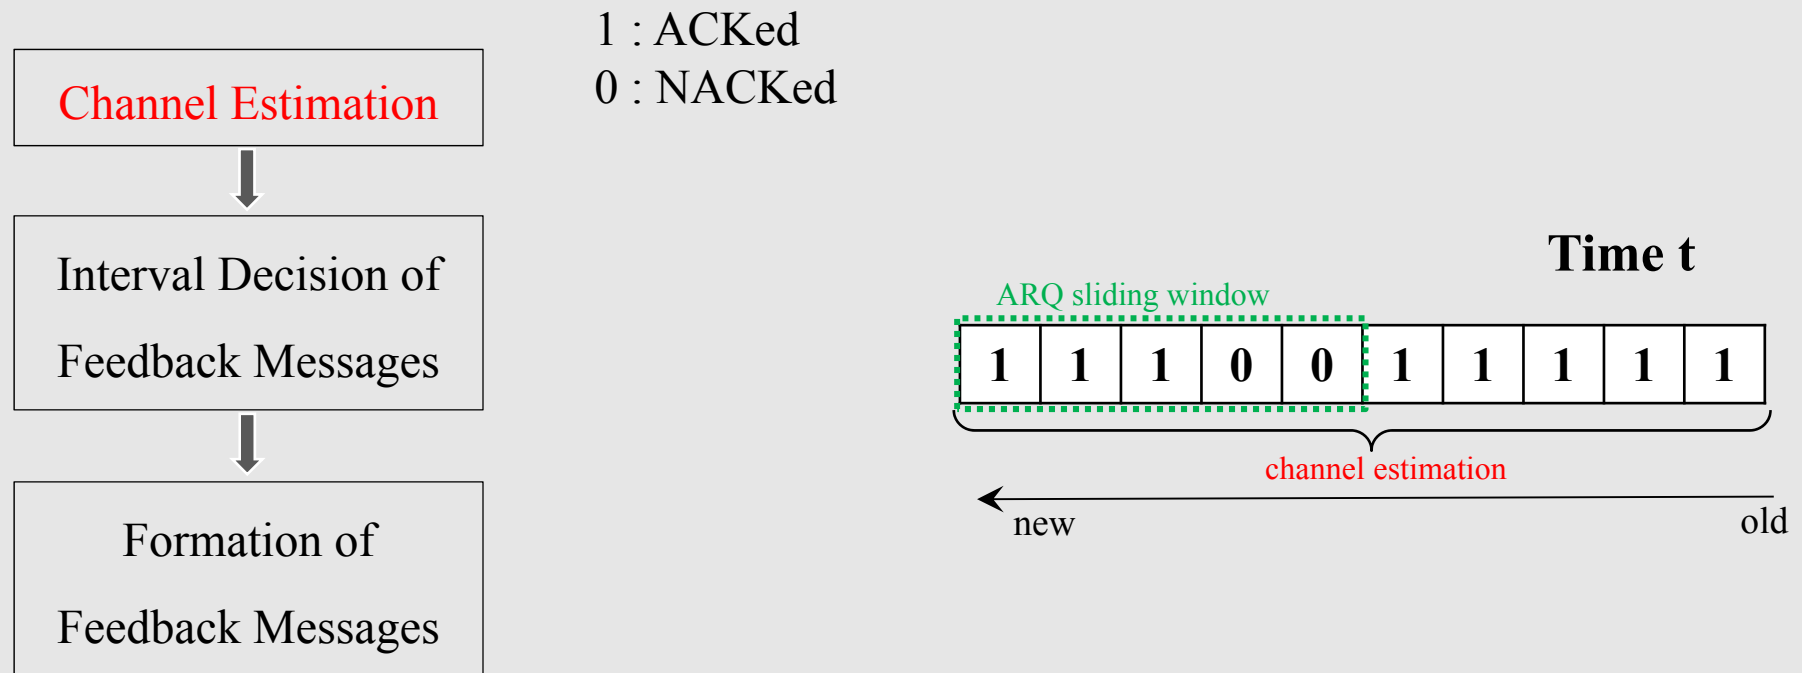 1 : ACKed
0 : NACKed
Channel Estimation
Interval Decision of
Feedback Messages
Formation of
Feedback Messages
Time t
ARQ sliding window
1 1 1 0 0 1 1 1 1 1
channel estimation
new
old